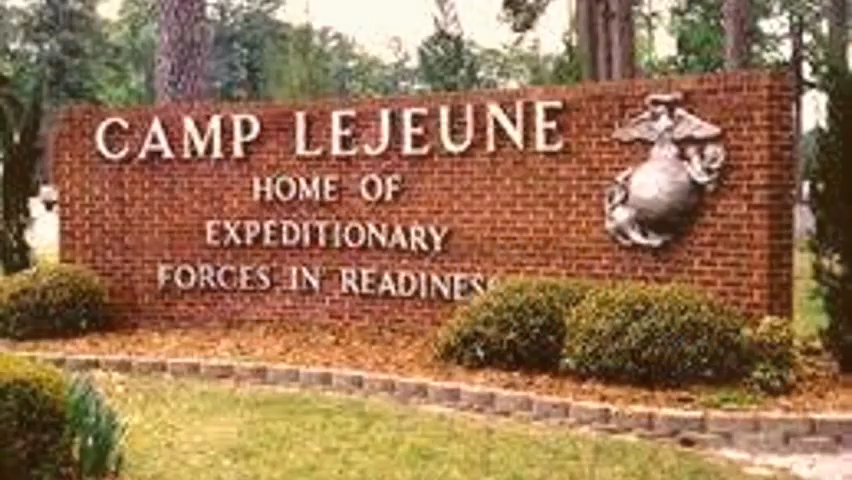 CAMP LEJEUNE
HOME OF
EXPEDITIONARY
FORCES IN READINESS